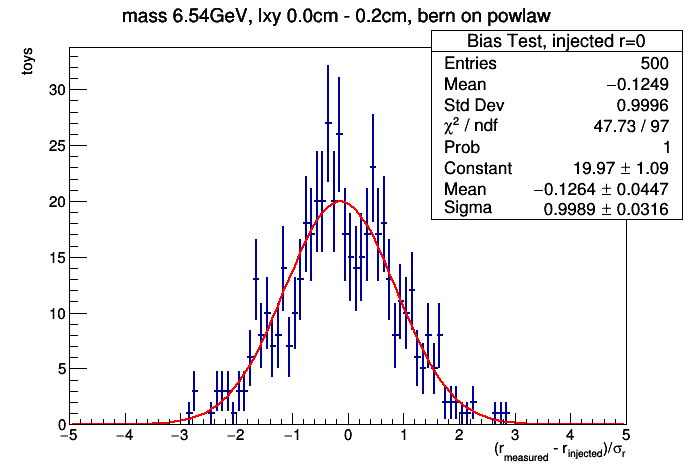 mass 6.54GeV, lxy 0.0cm - 0.2cm, bern on powlaw
Bias Test, injected r=0
Entries 500
Mean −0.1249
Std Dev 0.9996
χ² / ndf 47.73 / 97
Prob 1
Constant 19.97 ± 1.09
Mean −0.1264 ± 0.0447
Sigma 0.9989 ± 0.0316
toys
30
25
20
15
10
5
0
−5 −4 −3 −2 −1 0 1 2 3 4 5
(r_measured - r_injected)/σ_r